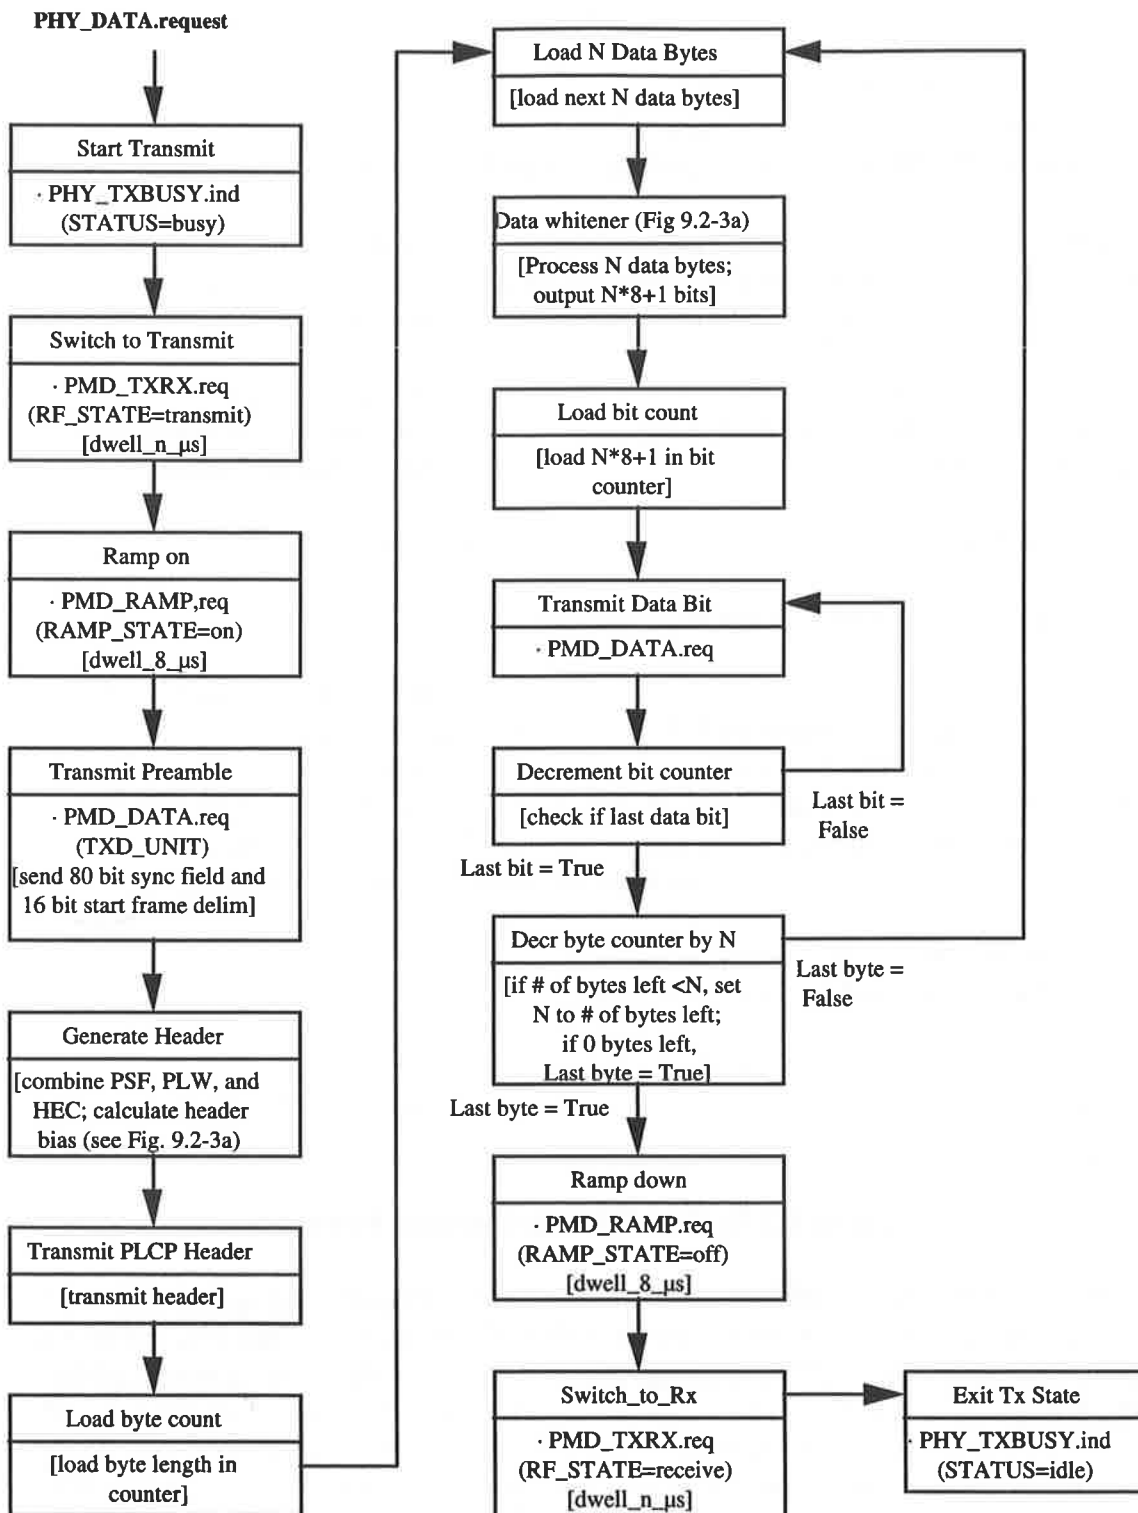 PHY_DATA.request
Start Transmit
· PHY_TXBUSY.ind
(STATUS=busy)
Switch to Transmit
· PMD_TXRX.req
(RF_STATE=transmit)
[dwell_n_µs]
Ramp on
· PMD_RAMP,req
(RAMP_STATE=on)
[dwell_8_µs]
Transmit Preamble
· PMD_DATA.req
(TXD_UNIT)
[send 80 bit sync field and
16 bit start frame delim]
Generate Header
[combine PSF, PLW, and
HEC; calculate header
bias (see Fig. 9.2-3a)
Transmit PLCP Header
[transmit header]
Load byte count
[load byte length in
counter]
Load N Data Bytes
[load next N data bytes]
Data whitener (Fig 9.2-3a)
[Process N data bytes;
output N*8+1 bits]
Load bit count
[load N*8+1 in bit
counter]
Transmit Data Bit
· PMD_DATA.req
Decrement bit counter
[check if last data bit]
Last bit =
False
Last bit = True
Decr byte counter by N
[if # of bytes left <N, set
N to # of bytes left;
if 0 bytes left,
Last byte = True]
Last byte =
False
Last byte = True
Ramp down
· PMD_RAMP.req
(RAMP_STATE=off)
[dwell_8_µs]
Switch_to_Rx
· PMD_TXRX.req
(RF_STATE=receive)
[dwell_n_µs]
Exit Tx State
· PHY_TXBUSY.ind
(STATUS=idle)